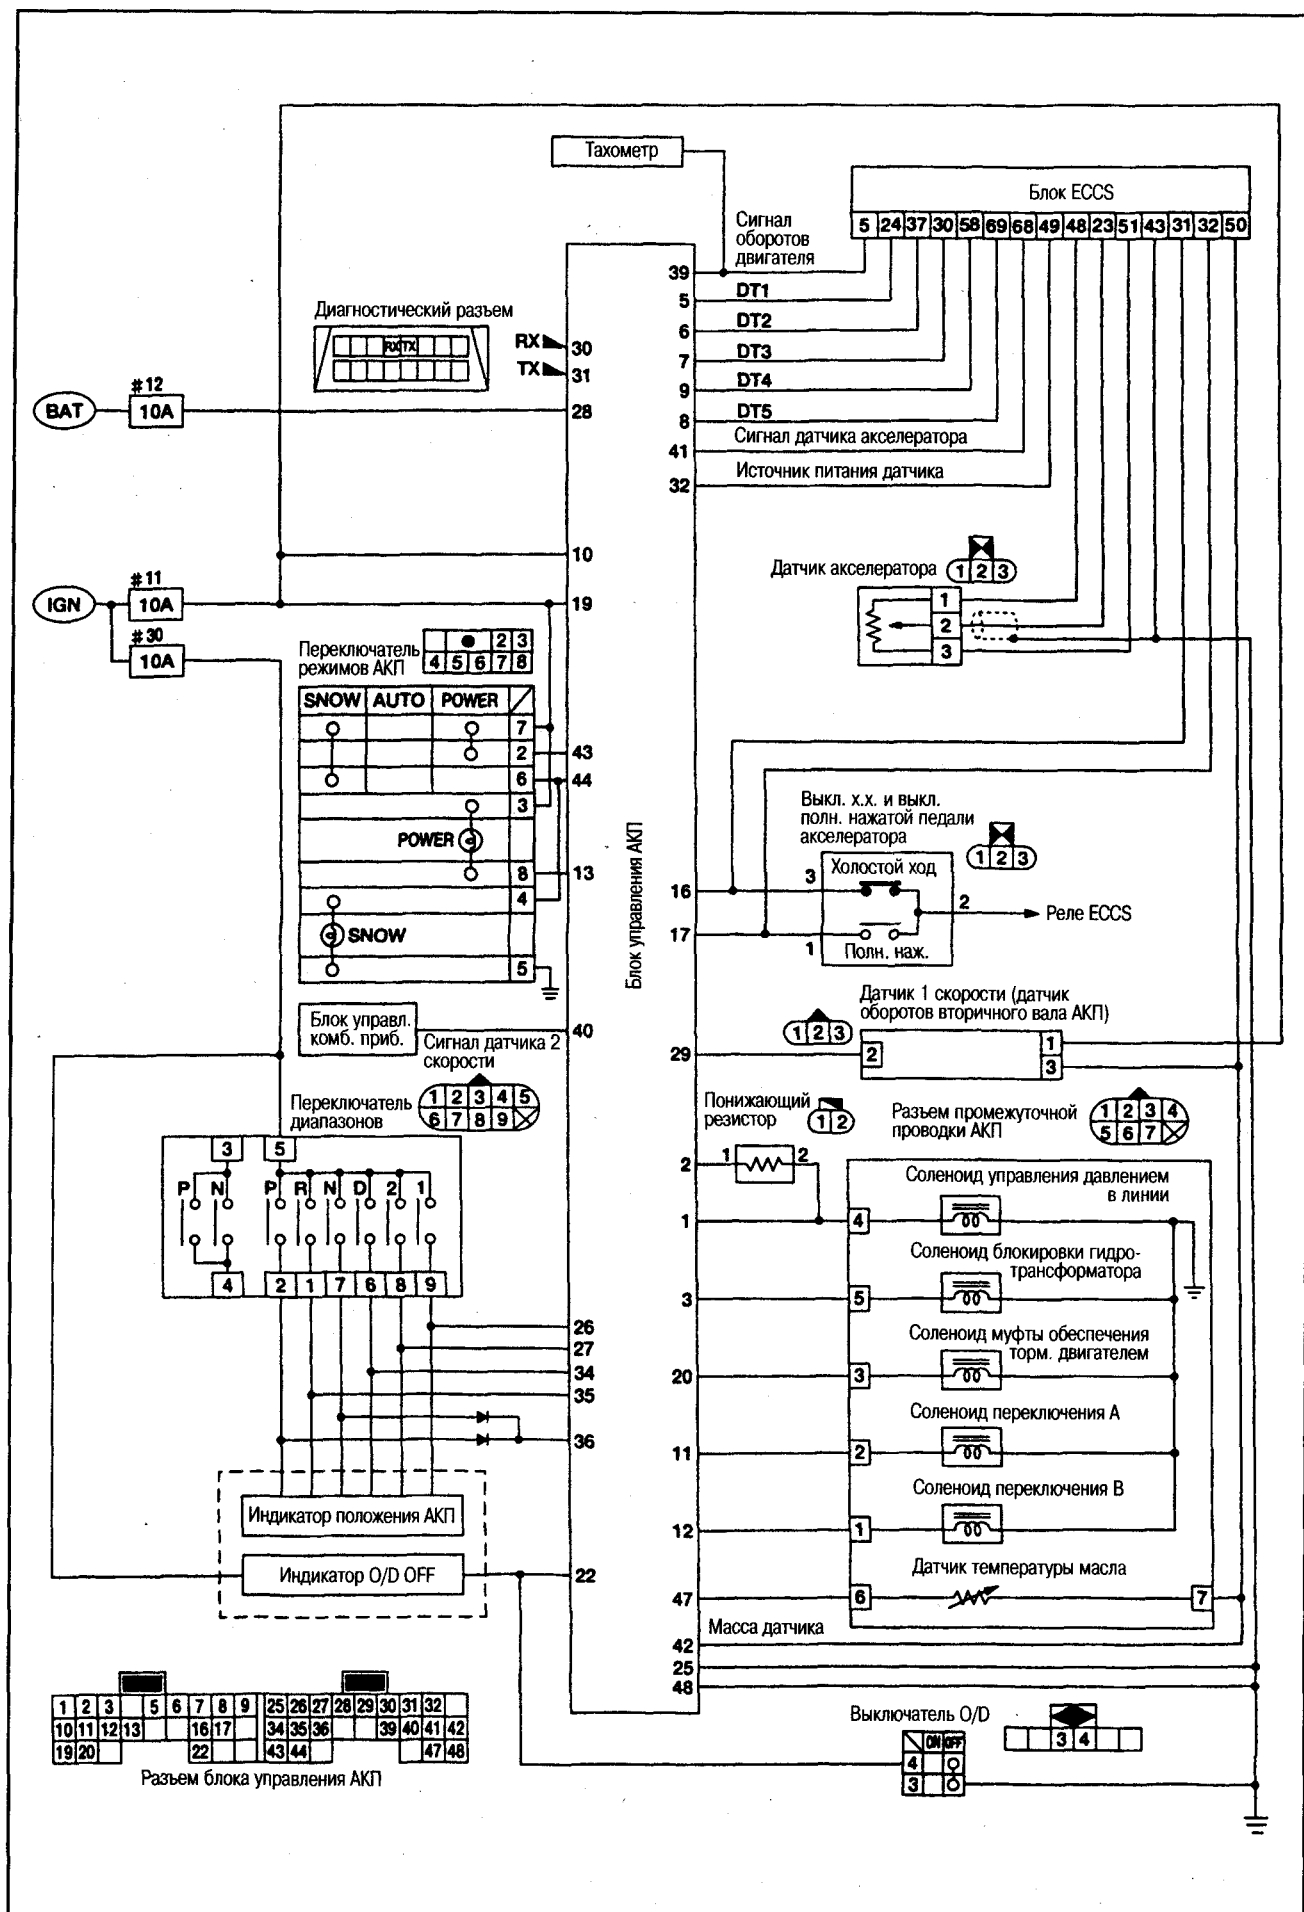 Тахометр
Блок ECCS
5 24 37 30 58 69 68 49 48 23 51 43 31 32 50
Сигнал
оборотов
двигателя
39
5 DT1
6 DT2
7 DT3
9 DT4
8 DT5
41 Сигнал датчика акселератора
32 Источник питания датчика
Диагностический разъем
RX TX
RX 30
TX 31
#12
BAT 10A 28
10
#11
IGN 10A 19
#30
10A
Датчик акселератора
1 2 3
1
2
3
Переключатель
режимов АКП
2 3
4 5 6 7 8
SNOW AUTO POWER
7
2 43
6 44
3
POWER
8 13
4
SNOW
5
Блок управления АКП
Выкл. х.х. и выкл.
полн. нажатой педали
акселератора
1 2 3
Холостой ход
16 3
2 Реле ECCS
17 1
Полн. наж.
Блок управл.
комб. приб.
40
Сигнал датчика 2
скорости
Датчик 1 скорости (датчик
оборотов вторичного вала АКП)
1 2 3
29 2 1
3
Переключатель
диапазонов
1 2 3 4 5
6 7 8 9
3 5
P N P R N D 2 1
4 2 1 7 6 8 9
26
27
34
35
36
Понижающий
резистор
1 2
Разъем промежуточной
проводки АКП
1 2 3 4
5 6 7
2 1 2
Соленоид управления давлением
в линии
1 4
Соленоид блокировки гидро-
трансформатора
3 5
Соленоид муфты обеспечения
торм. двигателем
20 3
Соленоид переключения А
11 2
Соленоид переключения В
12 1
Датчик температуры масла
47 6 7
Масса датчика
42
25
48
Индикатор положения АКП
Индикатор O/D OFF
22
1 2 3 5 6 7 8 9 25 26 27 28 29 30 31 32
10 11 12 13 16 17 34 35 36 39 40 41 42
19 20 22 43 44 47 48
Разъем блока управления АКП
Выключатель O/D
ON OFF
4
3
3 4